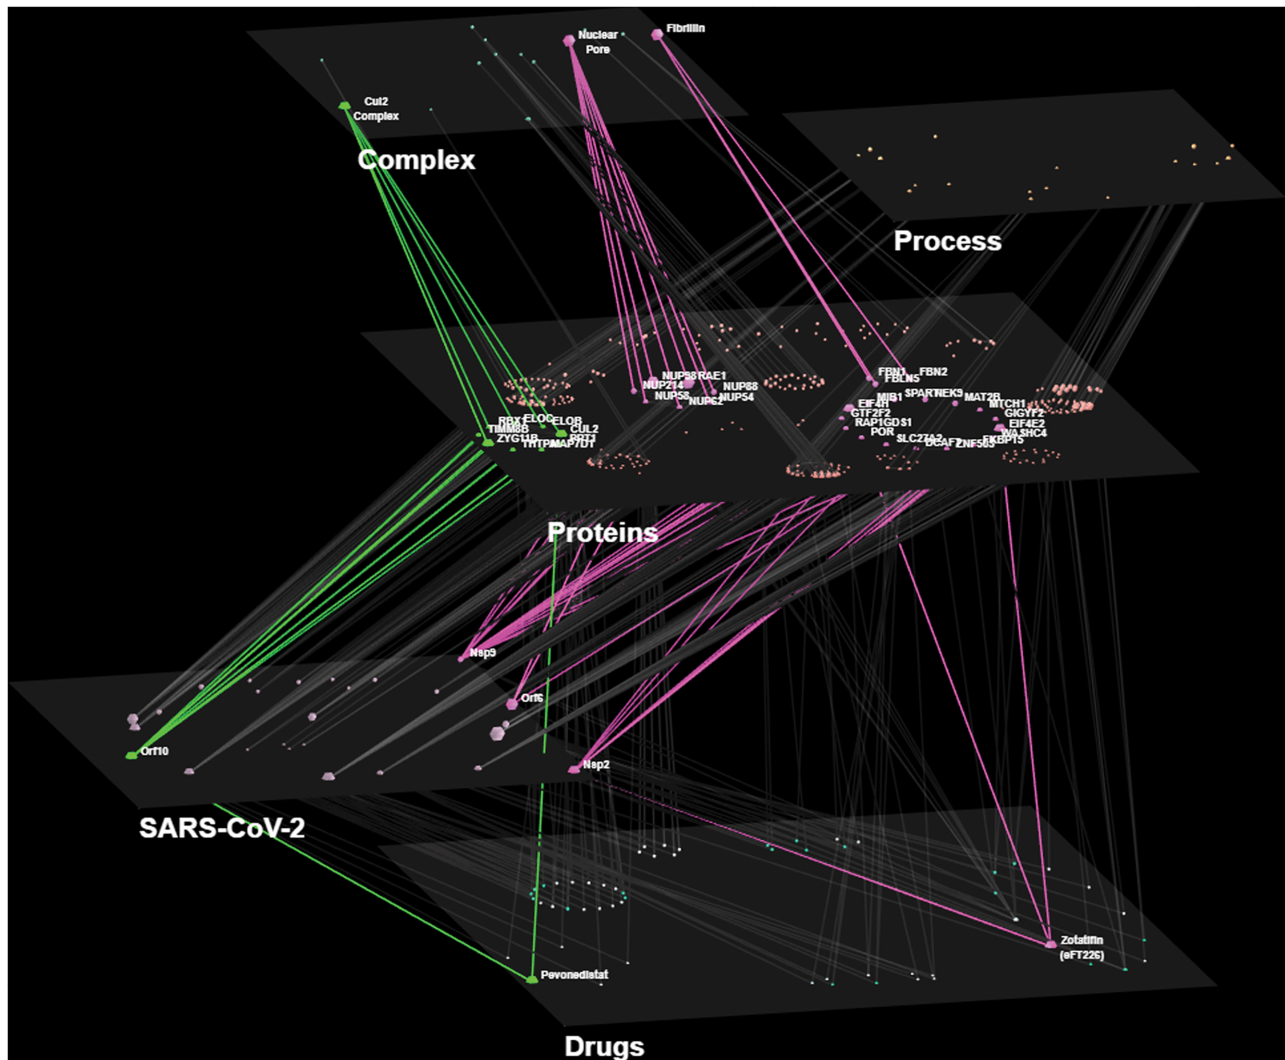 Nuclear
Pore
Fibrillin
Cul2
Complex
Complex
Process
NUP98
RAE1
NUP214
NUP88
NUP58
NUP54
NUP62
FBN1
FBN2
FBLN5
SPART
NEK9
MIB1
MAT2B
EIF4H
MTCH1
GTF2F2
GIGYF2
RAP1GDS1
EIF4E2
POR
WASHC4
SLC27A2
FKBP15
DCAF7
ZNF503
RBX1
ELOC
ELOB
TIMM8B
CUL2
ZYG11B
PPT1
THTPA
MAP7D1
Proteins
Nsp9
Orf6
Orf10
Nsp2
SARS-CoV-2
Zotatifin
(eFT226)
Pevonedistat
Drugs